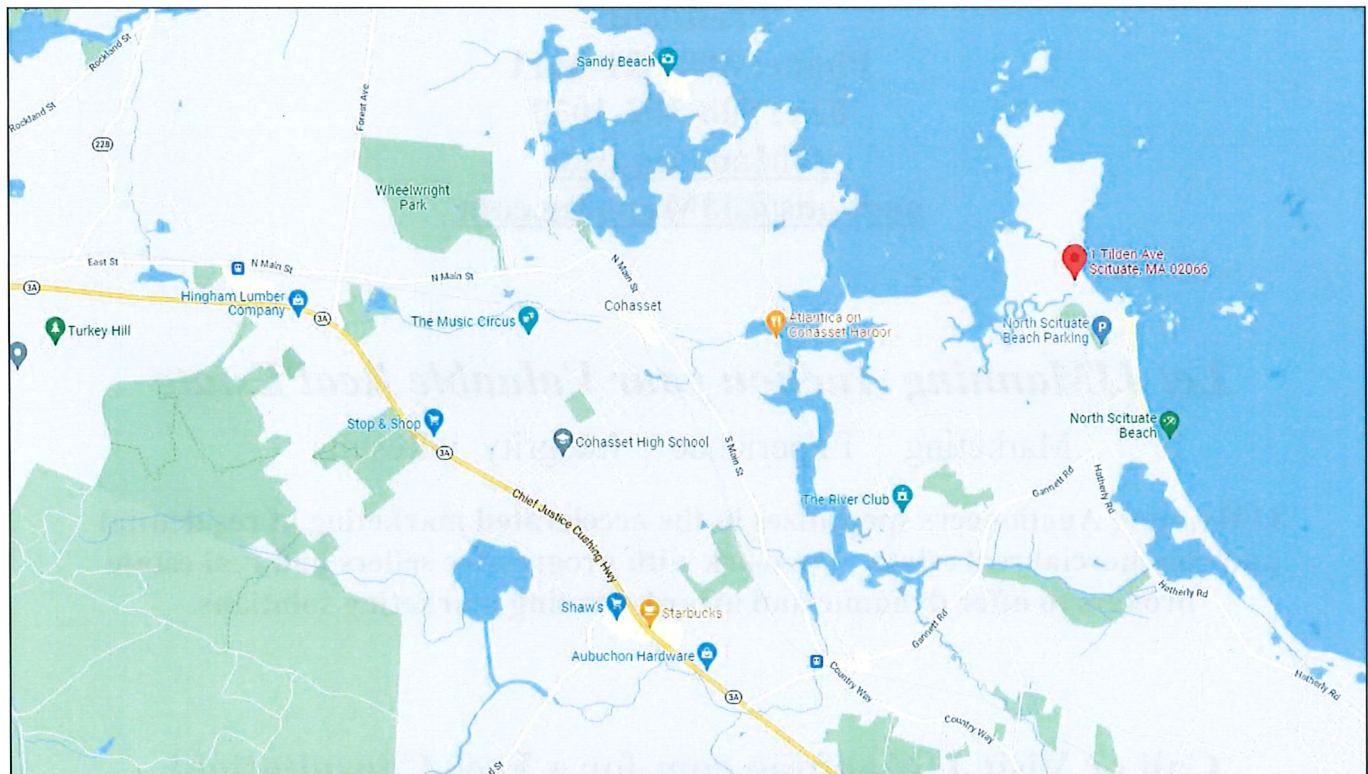 Rockland St
Rockland St
228
Forest Ave
Sandy Beach
Wheelwright
Park
East St
N Main St
N Main St
N Main St
3A
Hingham Lumber
Company
3A
Turkey Hill
The Music Circus
Cohasset
Atlantica on
Cohasset Harbor
1 Tilden Ave,
Scituate, MA 02066
North Scituate
Beach Parking
P
North Scituate
Beach
Stop & Shop
3A
Cohasset High School
S Main St
Chief Justice Cushing Hwy
The River Club
Gannett Rd
Hatherly Rd
Hatherly Rd
Shaw's
Starbucks
Aubuchon Hardware
3A
Gannett Rd
Country Way
Country Way
Hatherly Rd